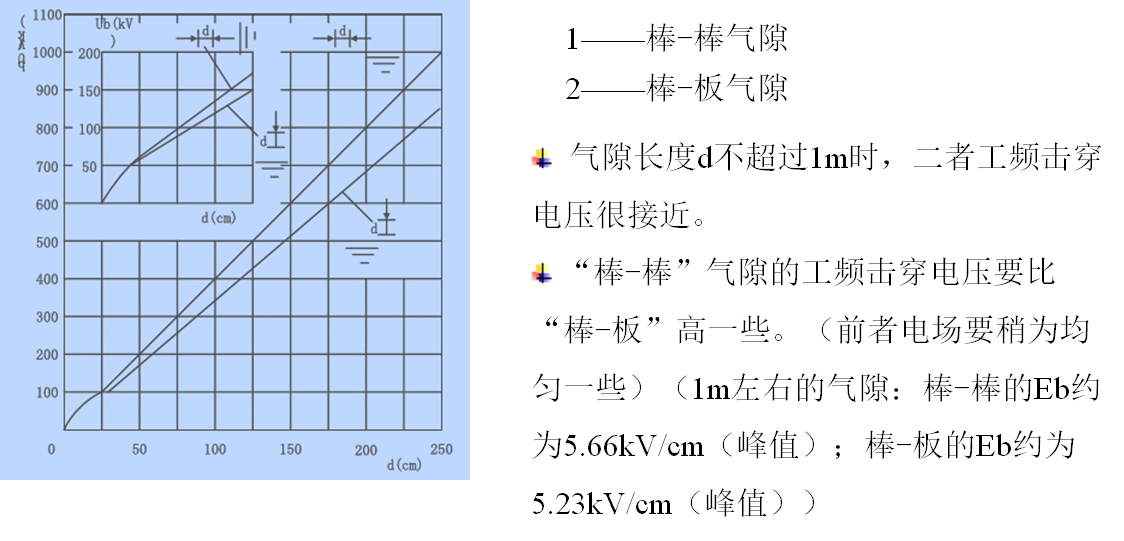 1100
1000
900
800
700
600
500
400
300
200
100
0
50
100
150
200
250
d(cm)
Ub(kV
)
200
150
100
50
d(cm)
d
d
d
d
1——棒-棒气隙
2——棒-板气隙
气隙长度d不超过1m时，二者工频击穿
电压很接近。
“棒-棒”气隙的工频击穿电压要比
“棒-板”高一些。（前者电场要稍为均
匀一些）（1m左右的气隙：棒-棒的Eb约
为5.66kV/cm（峰值）；棒-板的Eb约为
5.23kV/cm（峰值））